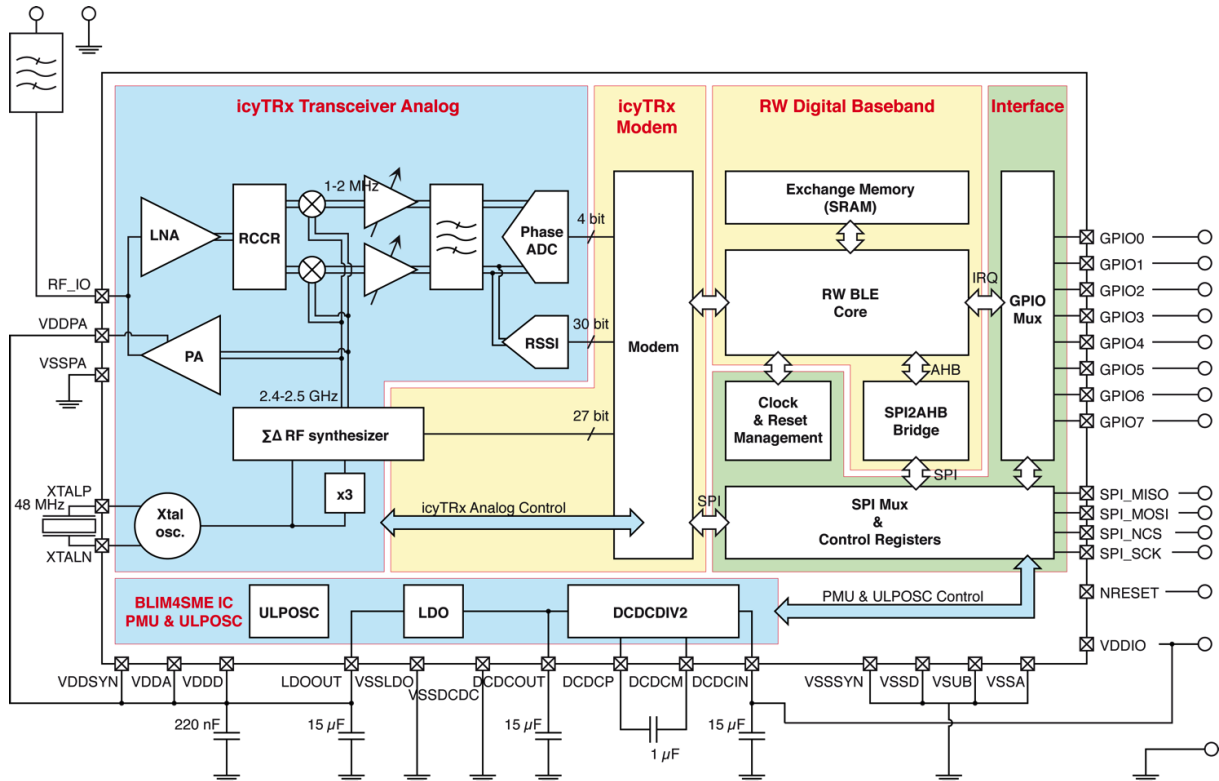 icyTRx Transceiver Analog
icyTRx
Modem
RW Digital Baseband
Interface
1-2 MHz
LNA
RCCR
Phase
ADC
4 bit
Exchange Memory
(SRAM)
RW BLE
Core
IRQ
GPIO
Mux
GPIO0
GPIO1
GPIO2
GPIO3
GPIO4
GPIO5
GPIO6
GPIO7
RF_IO
VDDPA
VSSPA
PA
RSSI
30 bit
Modem
AHB
2.4-2.5 GHz
∑Δ RF synthesizer
27 bit
Clock
& Reset
Management
SPI2AHB
Bridge
SPI
x3
XTALP
48 MHz
XTALN
Xtal
osc.
icyTRx Analog Control
SPI
SPI Mux
&
Control Registers
SPI_MISO
SPI_MOSI
SPI_NCS
SPI_SCK
BLIM4SME IC
PMU & ULPOSC
ULPOSC
LDO
DCDCDIV2
PMU & ULPOSC Control
NRESET
VDDIO
VDDSYN
VDDA
VDDD
LDOOUT
VSSLDO
VSSDCDC
DCDCOUT
DCDCP
DCDCM
DCDCIN
VSSSYN
VSSD
VSUB
VSSA
220 nF
15 µF
15 µF
1 µF
15 µF